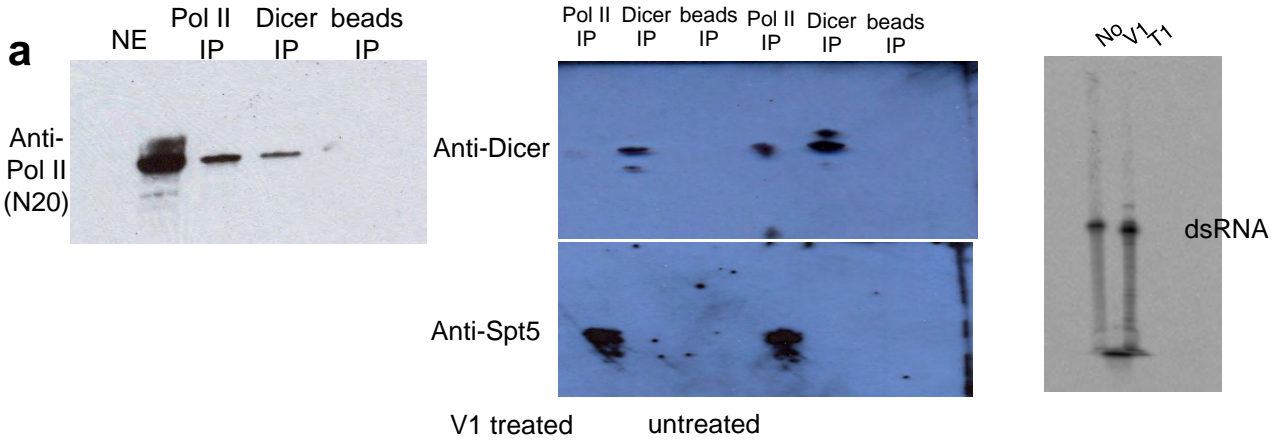 a
NE Pol II IP Dicer IP beads IP
Anti-Pol II (N20)
Pol II IP Dicer IP beads IP Pol II IP Dicer IP beads IP
Anti-Dicer
Anti-Spt5
V1 treated untreated
No V1 T1
dsRNA